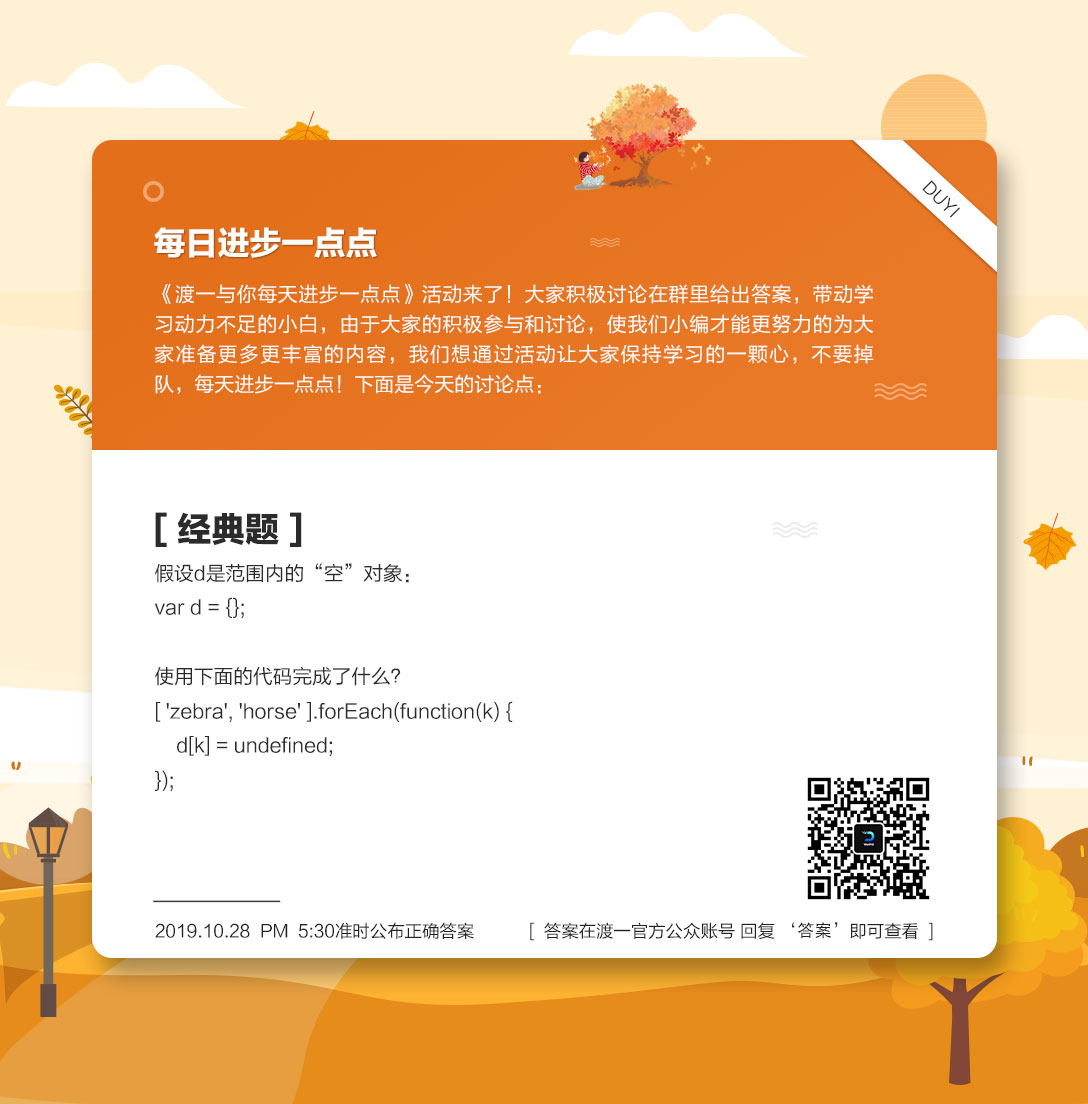 DUYI
每日进步一点点
《渡一与你每天进步一点点》活动来了！大家积极讨论在群里给出答案，带动学
习动力不足的小白，由于大家的积极参与和讨论，使我们小编才能更努力的为大
家准备更多更丰富的内容，我们想通过活动让大家保持学习的一颗心，不要掉
队，每天进步一点点！下面是今天的讨论点：
[ 经典题 ]
假设d是范围内的“空”对象：
var d = {};
使用下面的代码完成了什么？
[ 'zebra', 'horse' ].forEach(function(k) {
    d[k] = undefined;
});
2019.10.28 PM 5:30准时公布正确答案
[ 答案在渡一官方公众账号 回复 ‘答案’即可查看 ]